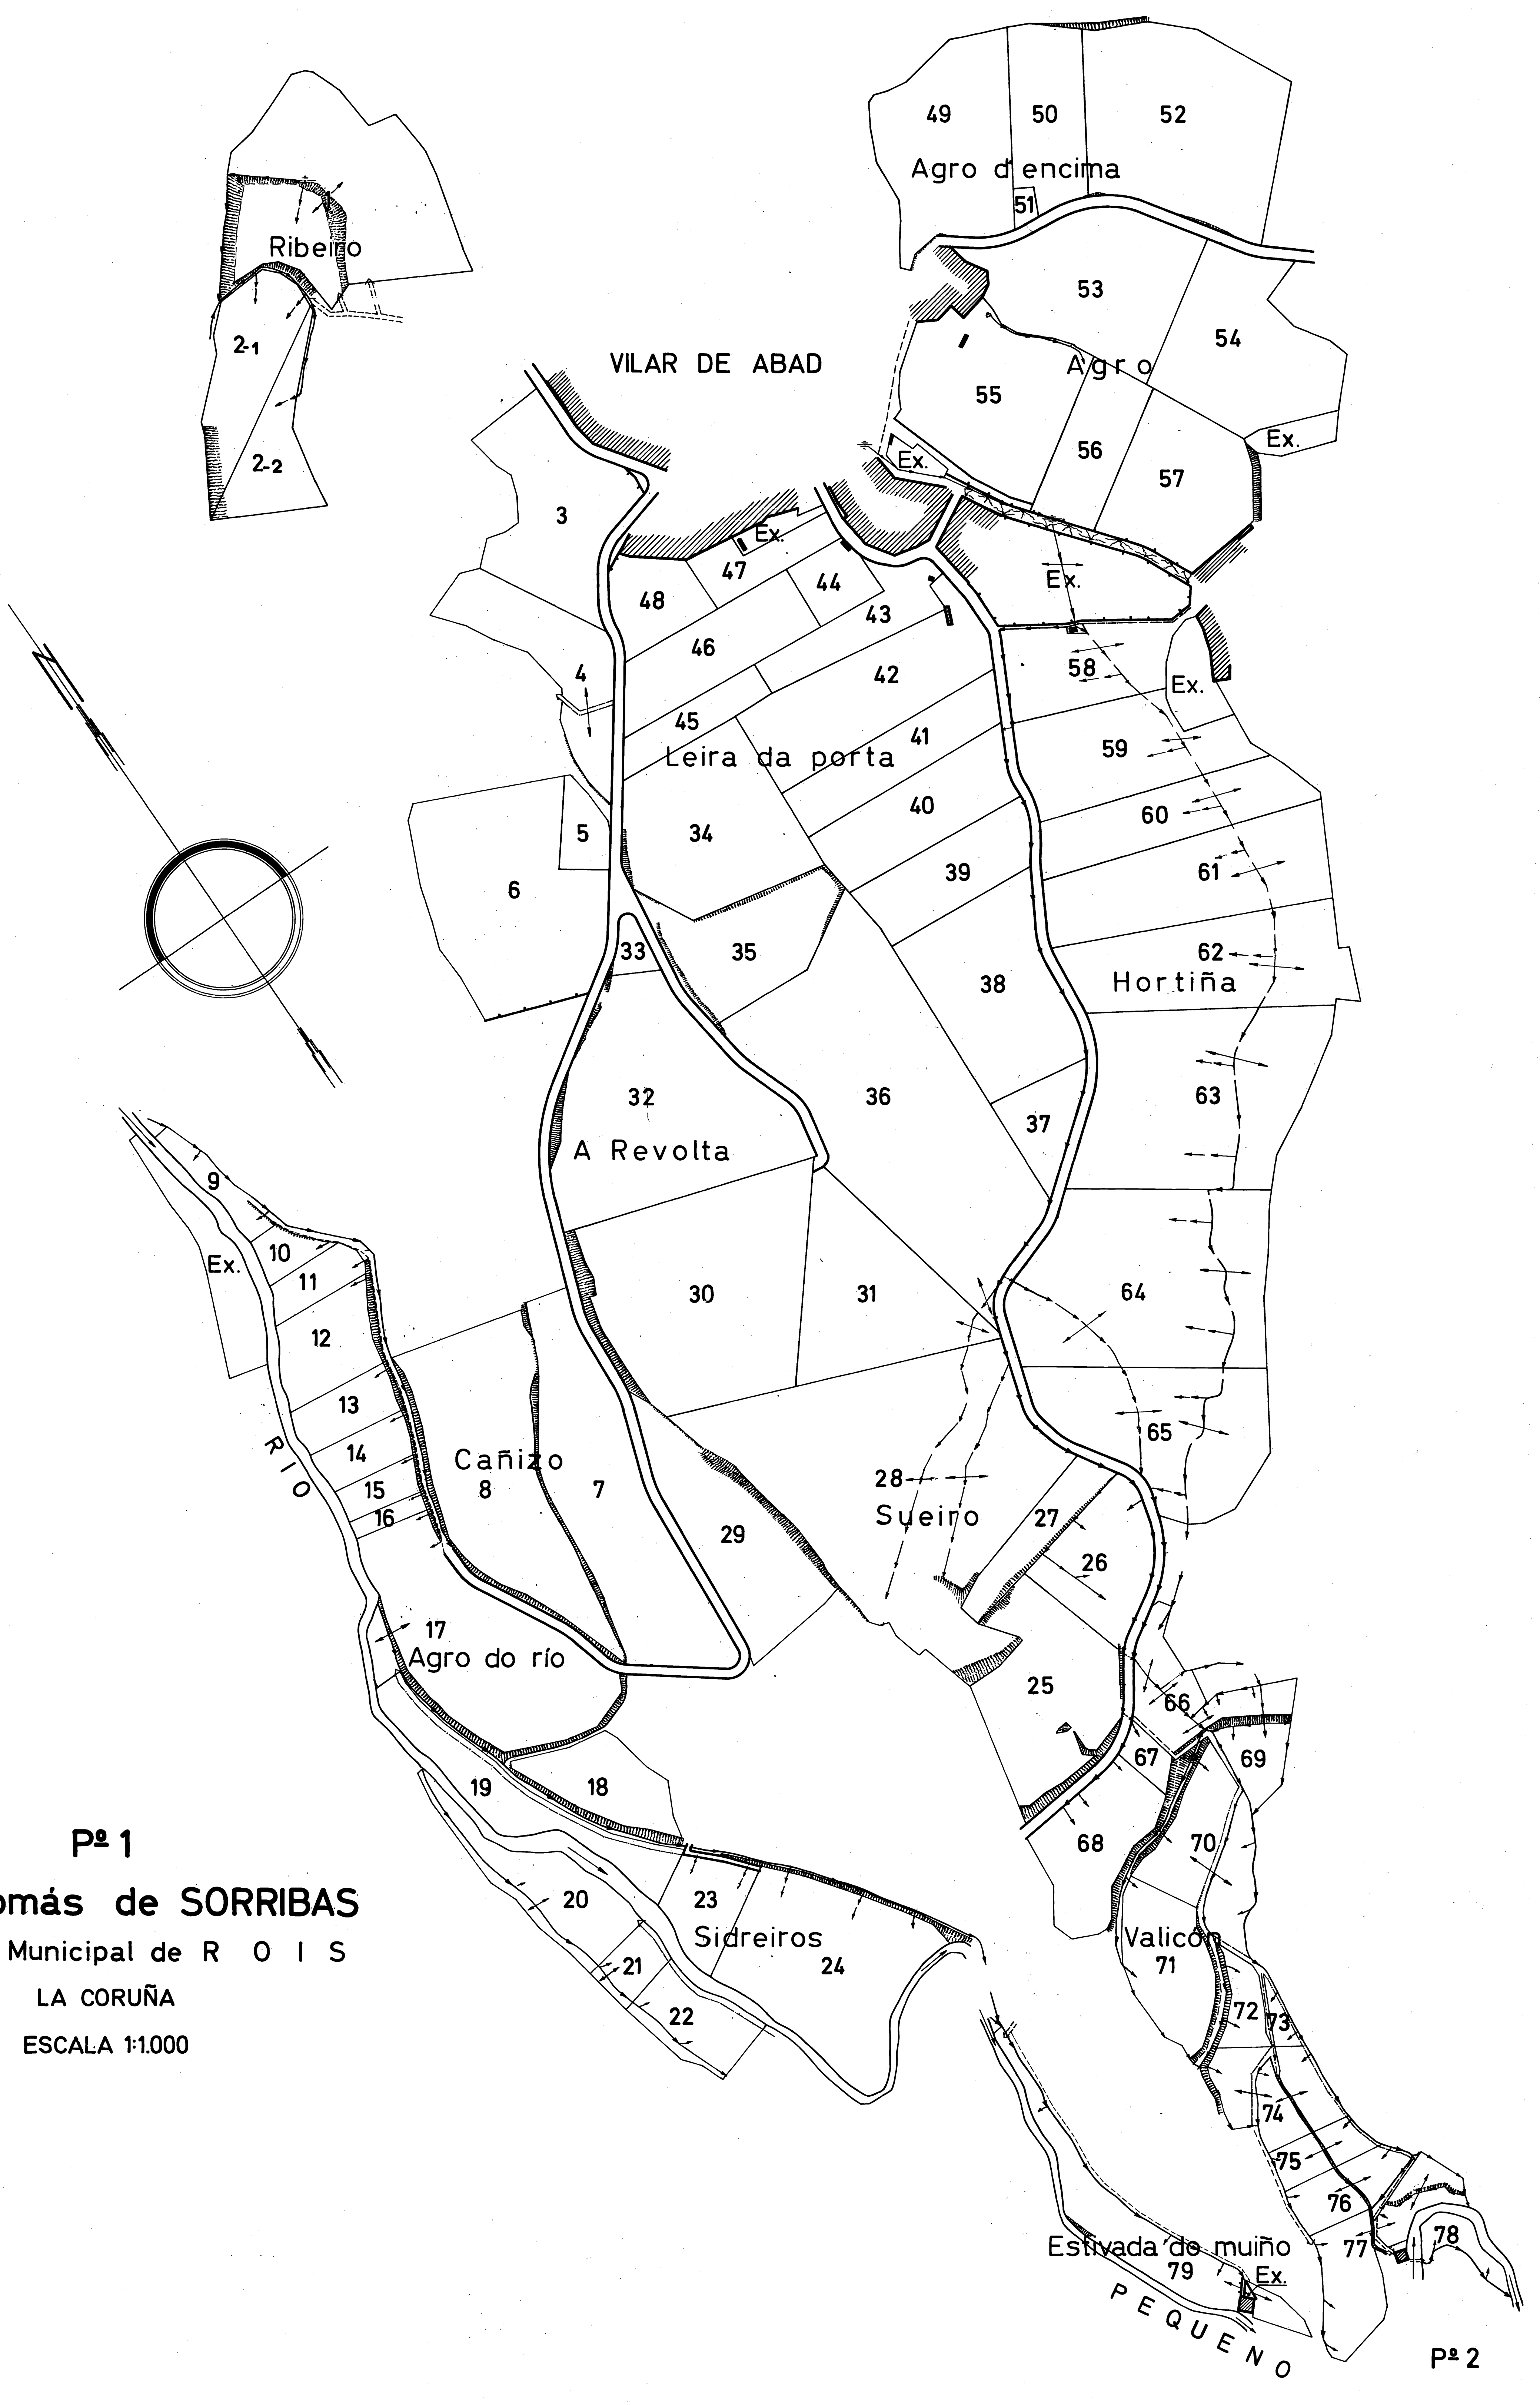 49
50
52
Agro d'encima
51
Ribeiro
53
2-1
54
VILAR DE ABAD
Agro
55
56
Ex.
2-2
Ex.
57
3
Ex.
47
44
Ex.
48
43
46
4
42
58
Ex.
45
41
59
Leira da porta
40
60
5
34
39
61
6
33
35
62
38
Hortiña
32
36
63
37
A Revolta
9
10
Ex.
11
30
31
64
12
13
65
14
RIO
Cañizo
28
15
8
7
16
Sueiro
27
29
26
17
Agro do río
25
66
67
69
19
18
Pº 1
68
70
omás de SORRIBAS
20
23
Sidreiros
Valicón
Municipal de R O I S
21
24
71
LA CORUÑA
22
72
73
ESCALA 1:1.000
74
75
76
Estivada do muiño
77
78
79
Ex.
PEQUENO
Pº 2